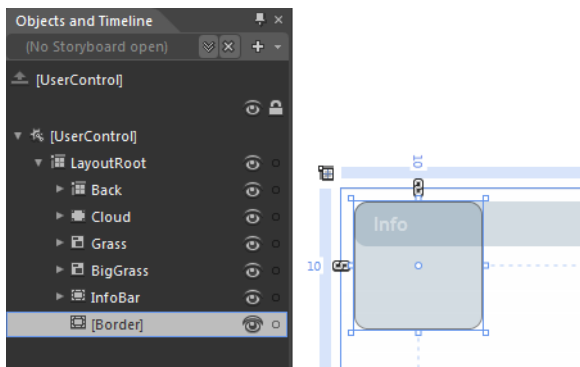 Objects and Timeline
(No Storyboard open)
[UserControl]
[UserControl]
LayoutRoot
Back
Cloud
Grass
BigGrass
InfoBar
[Border]
10
Info
10